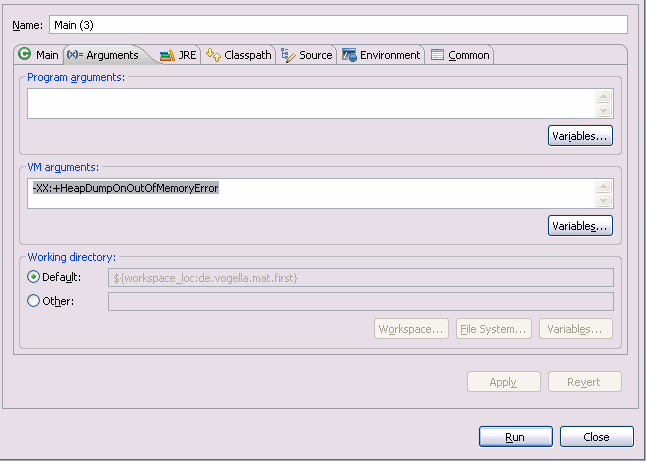 Name: Main (3)
Main (x)= Arguments JRE Classpath Source Environment Common
Program arguments:
Variables...
VM arguments:
-XX:+HeapDumpOnOutOfMemoryError
Variables...
Working directory:
Default: ${workspace_loc:de.vogella.mat.first}
Other:
Workspace... File System... Variables...
Apply Revert
Run Close